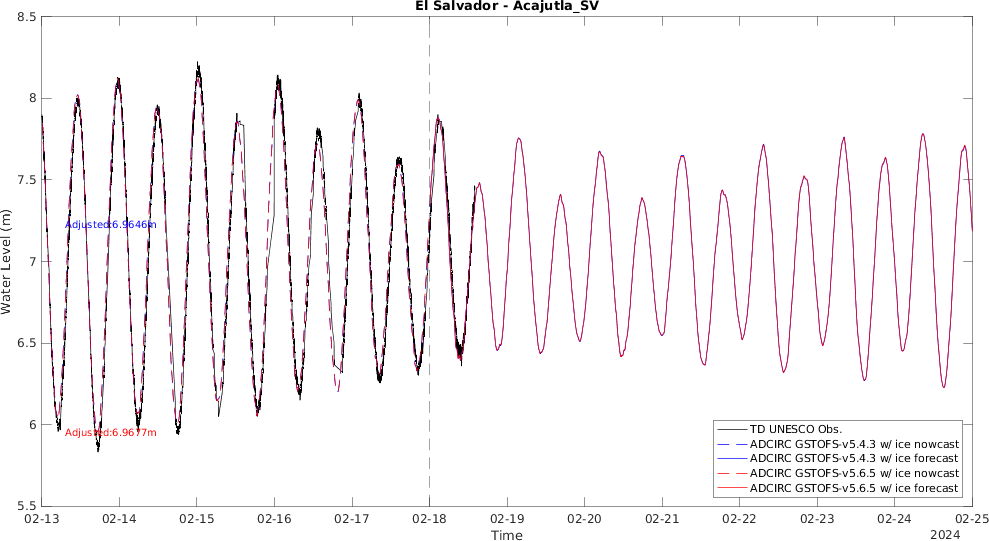 El Salvador - Acajutla_SV
8.5
8
7.5
7
6.5
6
5.5
Water Level (m)
Adjusted:6.9646m
Adjusted:6.9677m
TD UNESCO Obs.
ADCIRC GSTOFS-v5.4.3 w/ ice nowcast
ADCIRC GSTOFS-v5.4.3 w/ ice forecast
ADCIRC GSTOFS-v5.6.5 w/ ice nowcast
ADCIRC GSTOFS-v5.6.5 w/ ice forecast
02-13 02-14 02-15 02-16 02-17 02-18 02-19 02-20 02-21 02-22 02-23 02-24 02-25
Time
2024